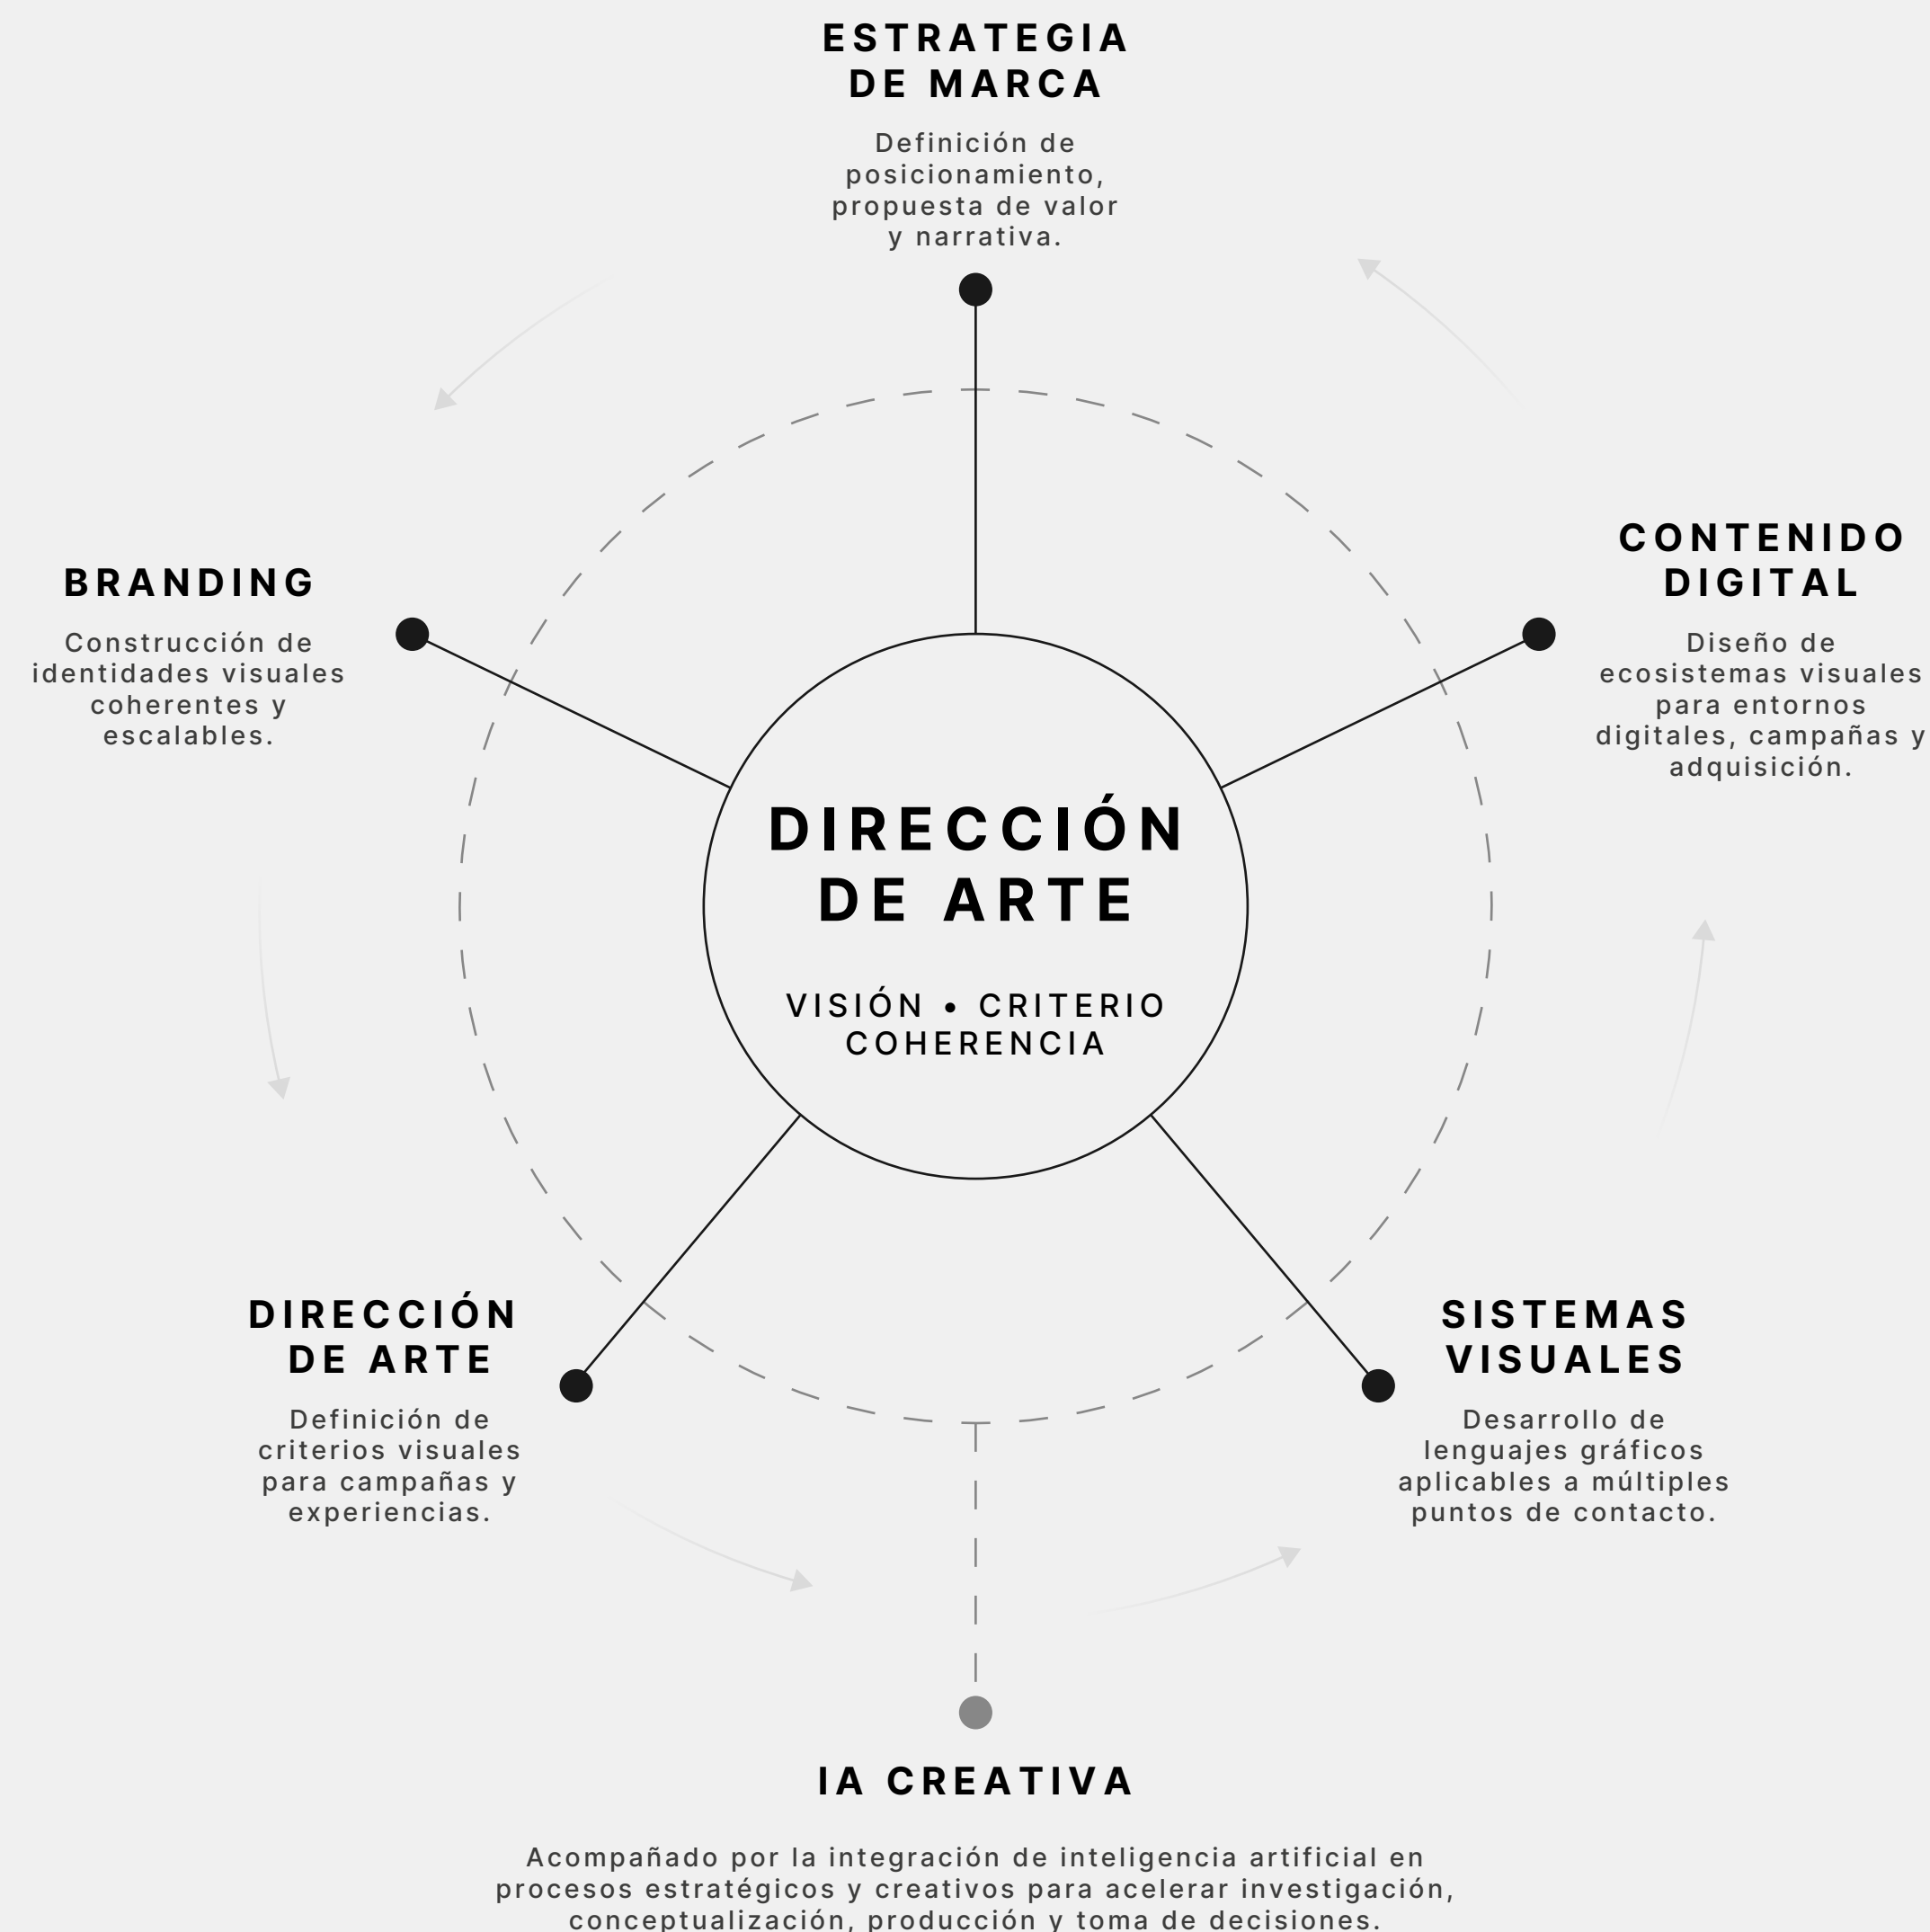 ESTRATEGIA
DE MARCA
Definición de
posicionamiento,
propuesta de valor
y narrativa.
BRANDING
Construcción de
identidades visuales
coherentes y
escalables.
CONTENIDO
DIGITAL
Diseño de
ecosistemas visuales
para entornos
digitales, campañas y
adquisición.
DIRECCIÓN
DE ARTE
VISIÓN • CRITERIO
COHERENCIA
DIRECCIÓN
DE ARTE
Definición de
criterios visuales
para campañas y
experiencias.
SISTEMAS
VISUALES
Desarrollo de
lenguajes gráficos
aplicables a múltiples
puntos de contacto.
IA CREATIVA
Acompañado por la integración de inteligencia artificial en
procesos estratégicos y creativos para acelerar investigación,
conceptualización, producción y toma de decisiones.